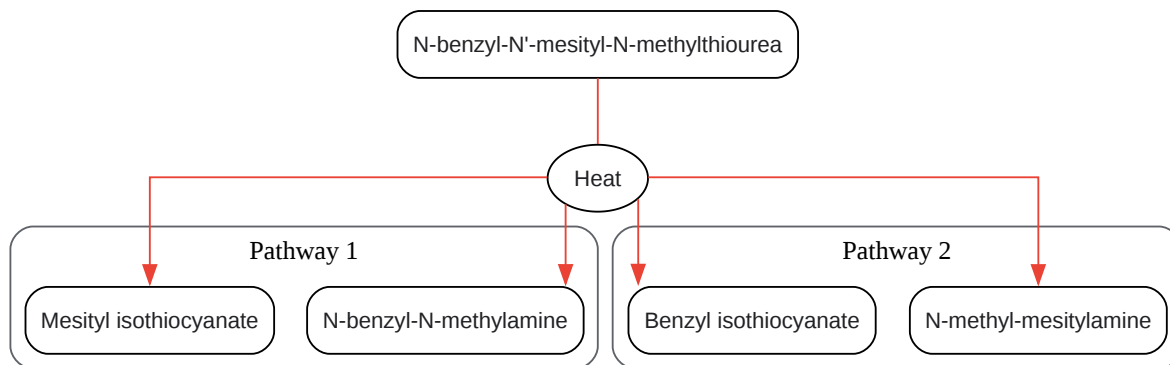 N-benzyl-N'-mesityl-N-methylthiourea
Heat
Pathway 1
Pathway 2
Mesityl isothiocyanate
N-benzyl-N-methylamine
Benzyl isothiocyanate
N-methyl-mesitylamine